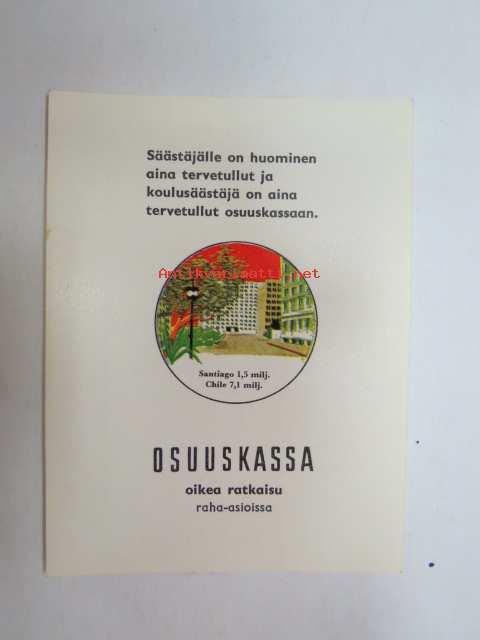 Säästäjälle on huominen
aina tervetullut ja
koulusäästäjä on aina
tervetullut osuuskassaan.
Antikvariaatti.net
Santiago 1,5 milj.
Chile 7,1 milj.
OSUUSKASSA
oikea ratkaisu
raha-asioissa